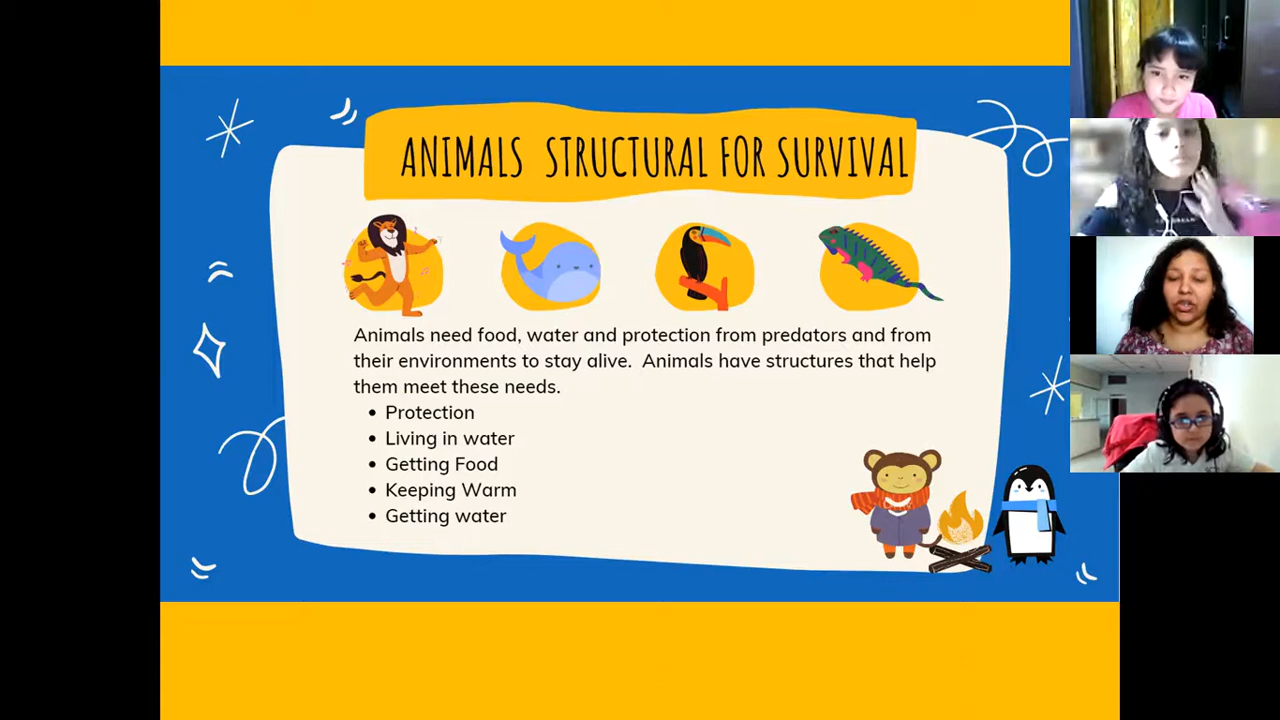 ANIMALS STRUCTURAL FOR SURVIVAL
Animals need food, water and protection from predators and from
their environments to stay alive. Animals have structures that help
them meet these needs.
• Protection
• Living in water
• Getting Food
• Keeping Warm
• Getting water